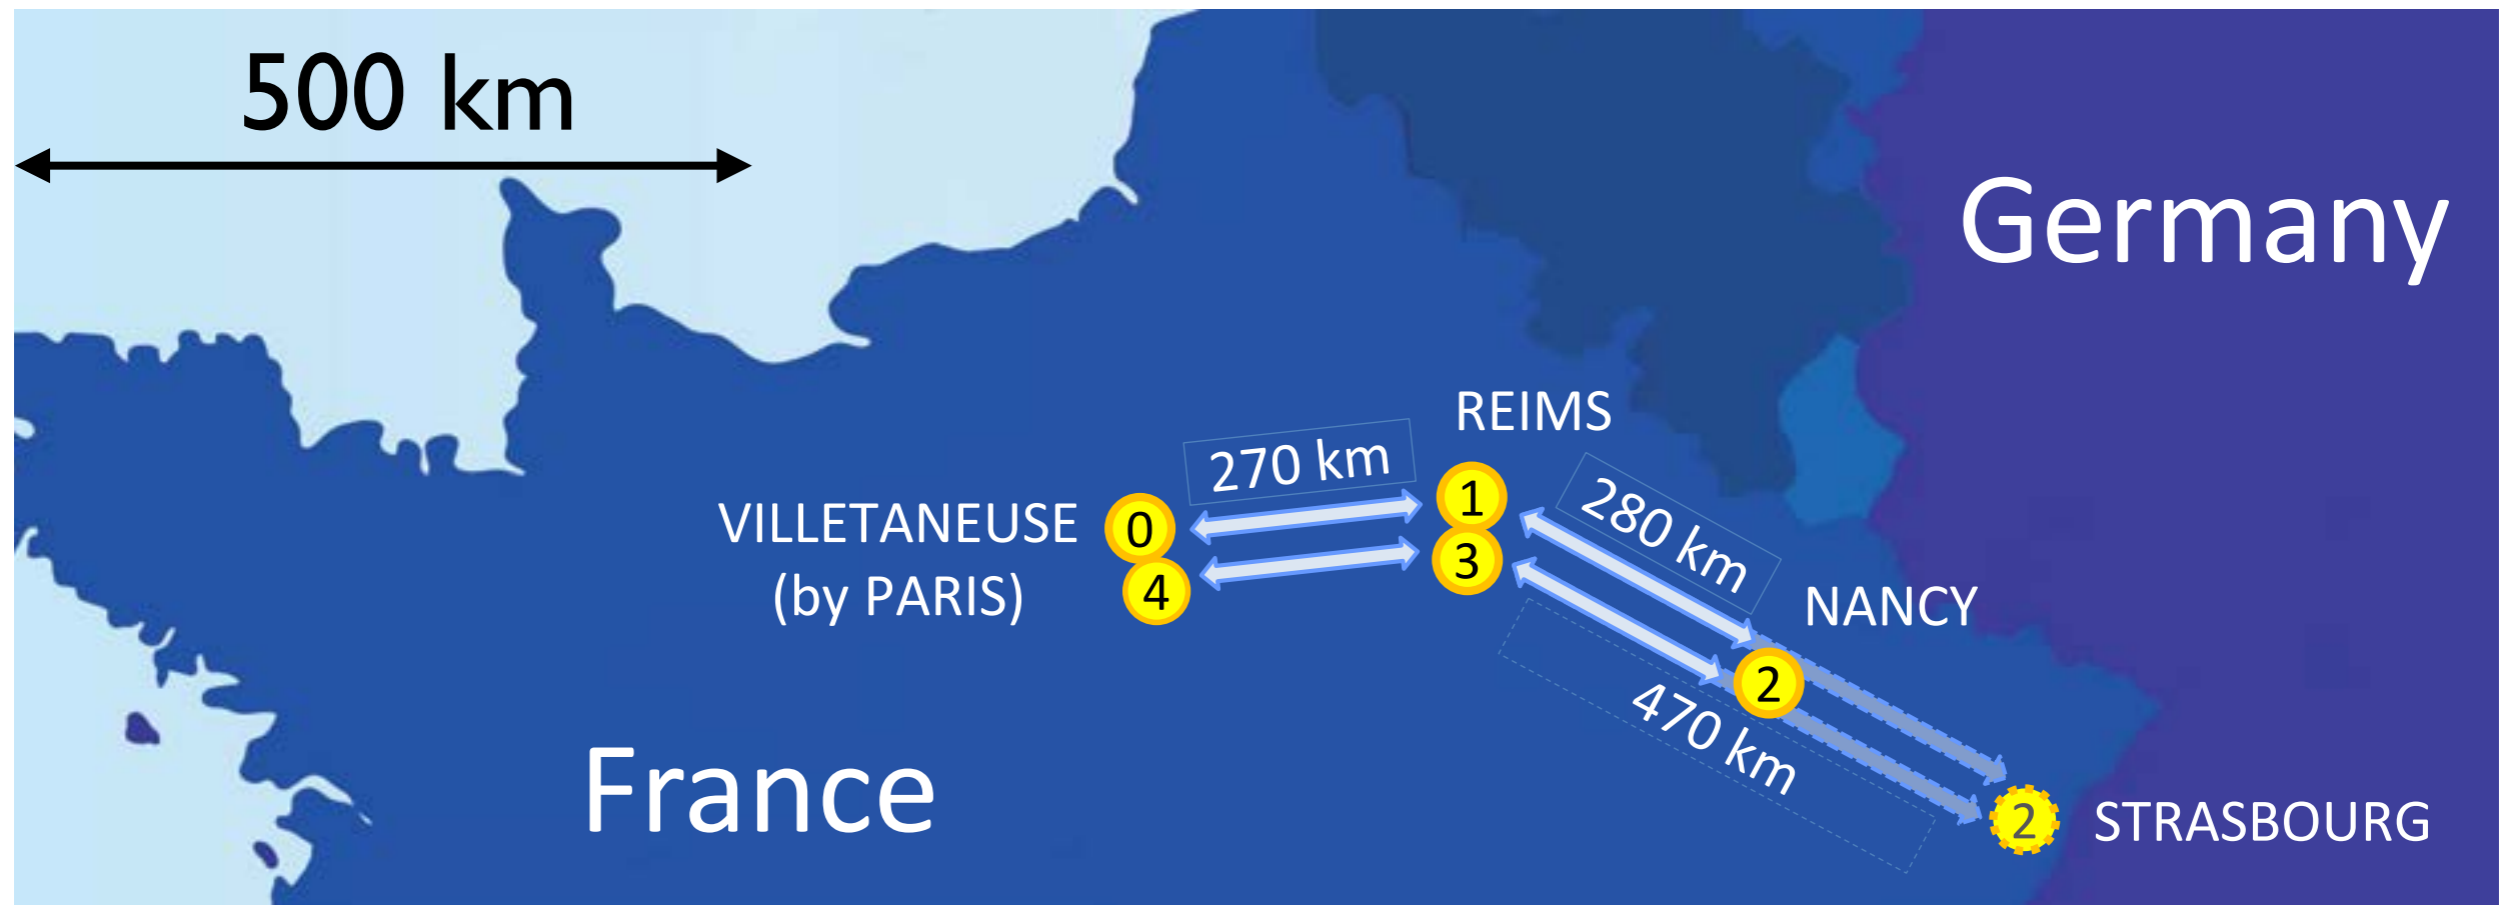 500 km
Germany
REIMS
270 km
1
280 km
VILLETANEUSE
0
3
(by PARIS)
4
NANCY
2
470 km
France
2
STRASBOURG